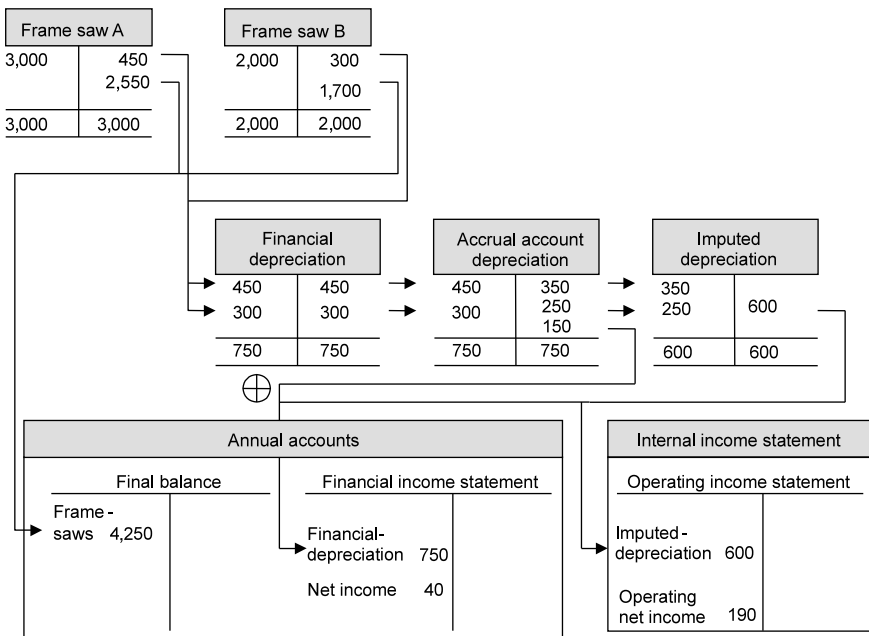 Frame saw A
3,000 450
2,550
3,000 3,000
Frame saw B
2,000 300
1,700
2,000 2,000
Financial
depreciation
450 450
300 300
750 750
Accrual account
depreciation
450 350
300 250
150
750 750
Imputed
depreciation
350
250 600
600 600
Annual accounts
Final balance
Frame-
saws 4,250
Financial income statement
Financial-
depreciation 750
Net income 40
Internal income statement
Operating income statement
Imputed-
depreciation 600
Operating
net income 190